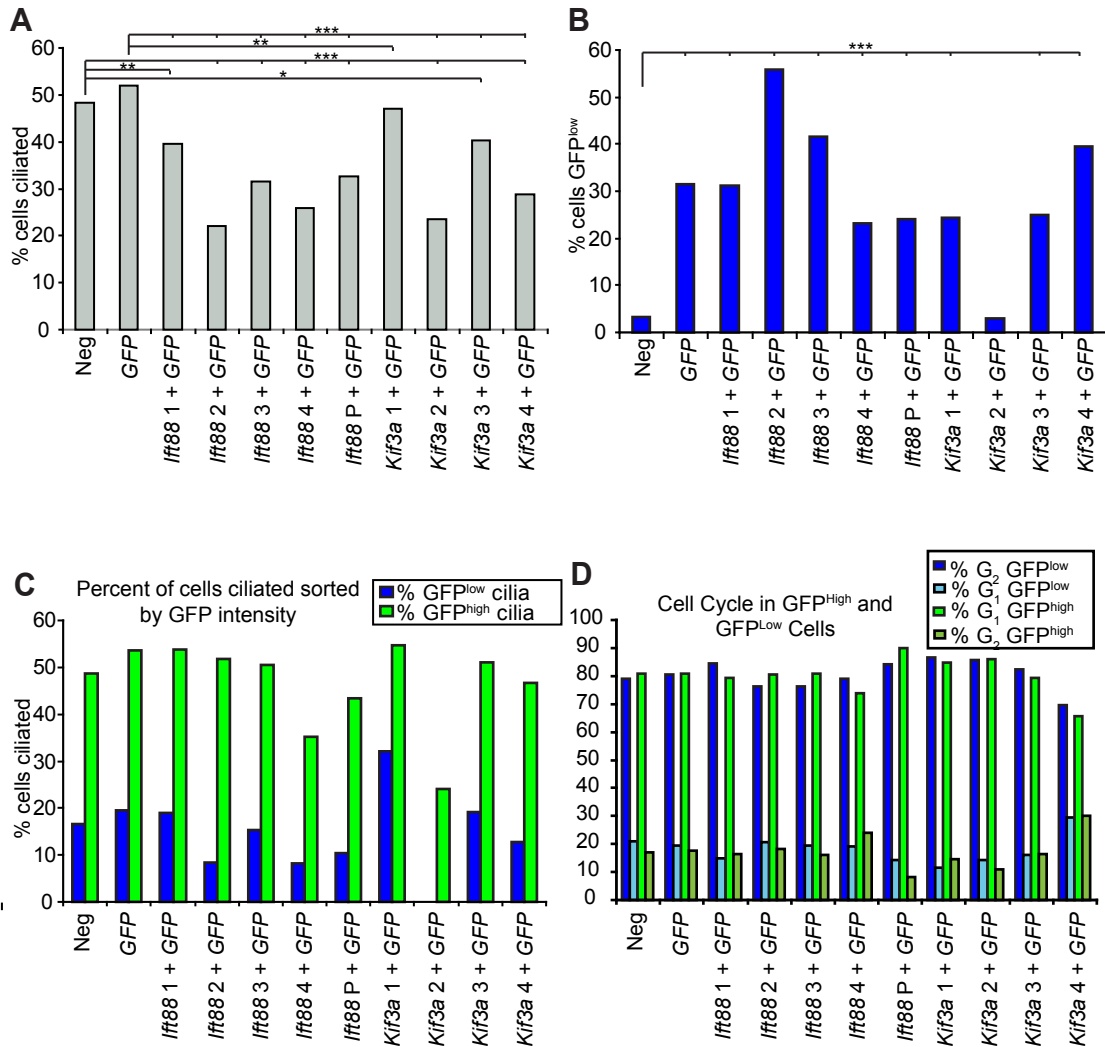 A
***
**
***
**
*
60
50
40
30
20
10
0
% cells ciliated
Neg
GFP
Ift88 1 + GFP
Ift88 2 + GFP
Ift88 3 + GFP
Ift88 4 + GFP
Ift88 P + GFP
Kif3a 1 + GFP
Kif3a 2 + GFP
Kif3a 3 + GFP
Kif3a 4 + GFP
B
***
60
50
40
30
20
10
0
% cells GFPlow
Neg
GFP
Ift88 1 + GFP
Ift88 2 + GFP
Ift88 3 + GFP
Ift88 4 + GFP
Ift88 P + GFP
Kif3a 1 + GFP
Kif3a 2 + GFP
Kif3a 3 + GFP
Kif3a 4 + GFP
C
Percent of cells ciliated sorted
by GFP intensity
% GFPlow cilia
% GFPhigh cilia
60
50
40
30
20
10
0
% cells ciliated
Neg
GFP
Ift88 1 + GFP
Ift88 2 + GFP
Ift88 3 + GFP
Ift88 4 + GFP
Ift88 P + GFP
Kif3a 1 + GFP
Kif3a 2 + GFP
Kif3a 3 + GFP
Kif3a 4 + GFP
D
Cell Cycle in GFPHigh and
GFPLow Cells
% G2 GFPlow
% G1 GFPlow
% G1 GFPhigh
% G2 GFPhigh
100
90
80
70
60
50
40
30
20
10
0
Neg
GFP
Ift88 1 + GFP
Ift88 2 + GFP
Ift88 3 + GFP
Ift88 4 + GFP
Ift88 P + GFP
Kif3a 1 + GFP
Kif3a 2 + GFP
Kif3a 3 + GFP
Kif3a 4 + GFP